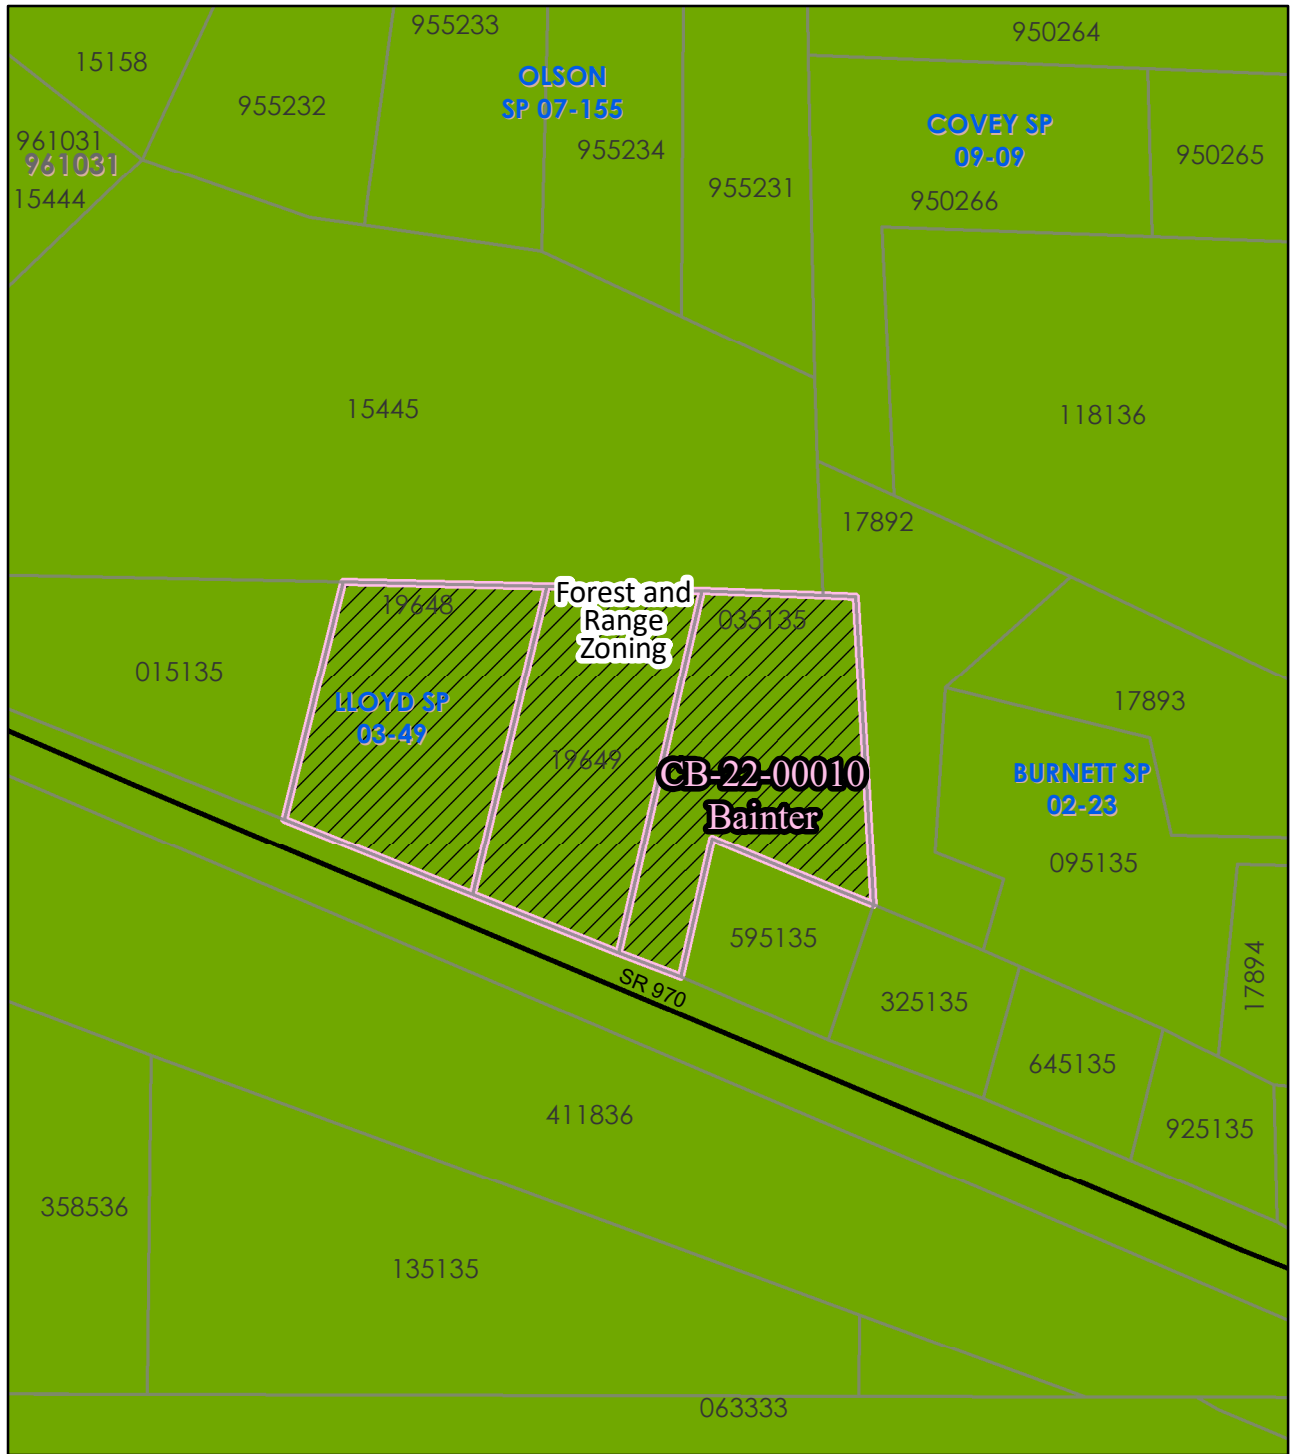 955233
950264
15158
OLSON
SP 07-155
955232
COVEY SP
09-09
961031
961031
955234
950265
15444
955231
950266
15445
118136
17892
Forest and
Range
Zoning
19648
035135
015135
LLOYD SP
03-49
17893
19649
CB-22-00010
Bainter
BURNETT SP
02-23
095135
595135
17894
SR 970
325135
645135
411836
925135
358536
135135
063333